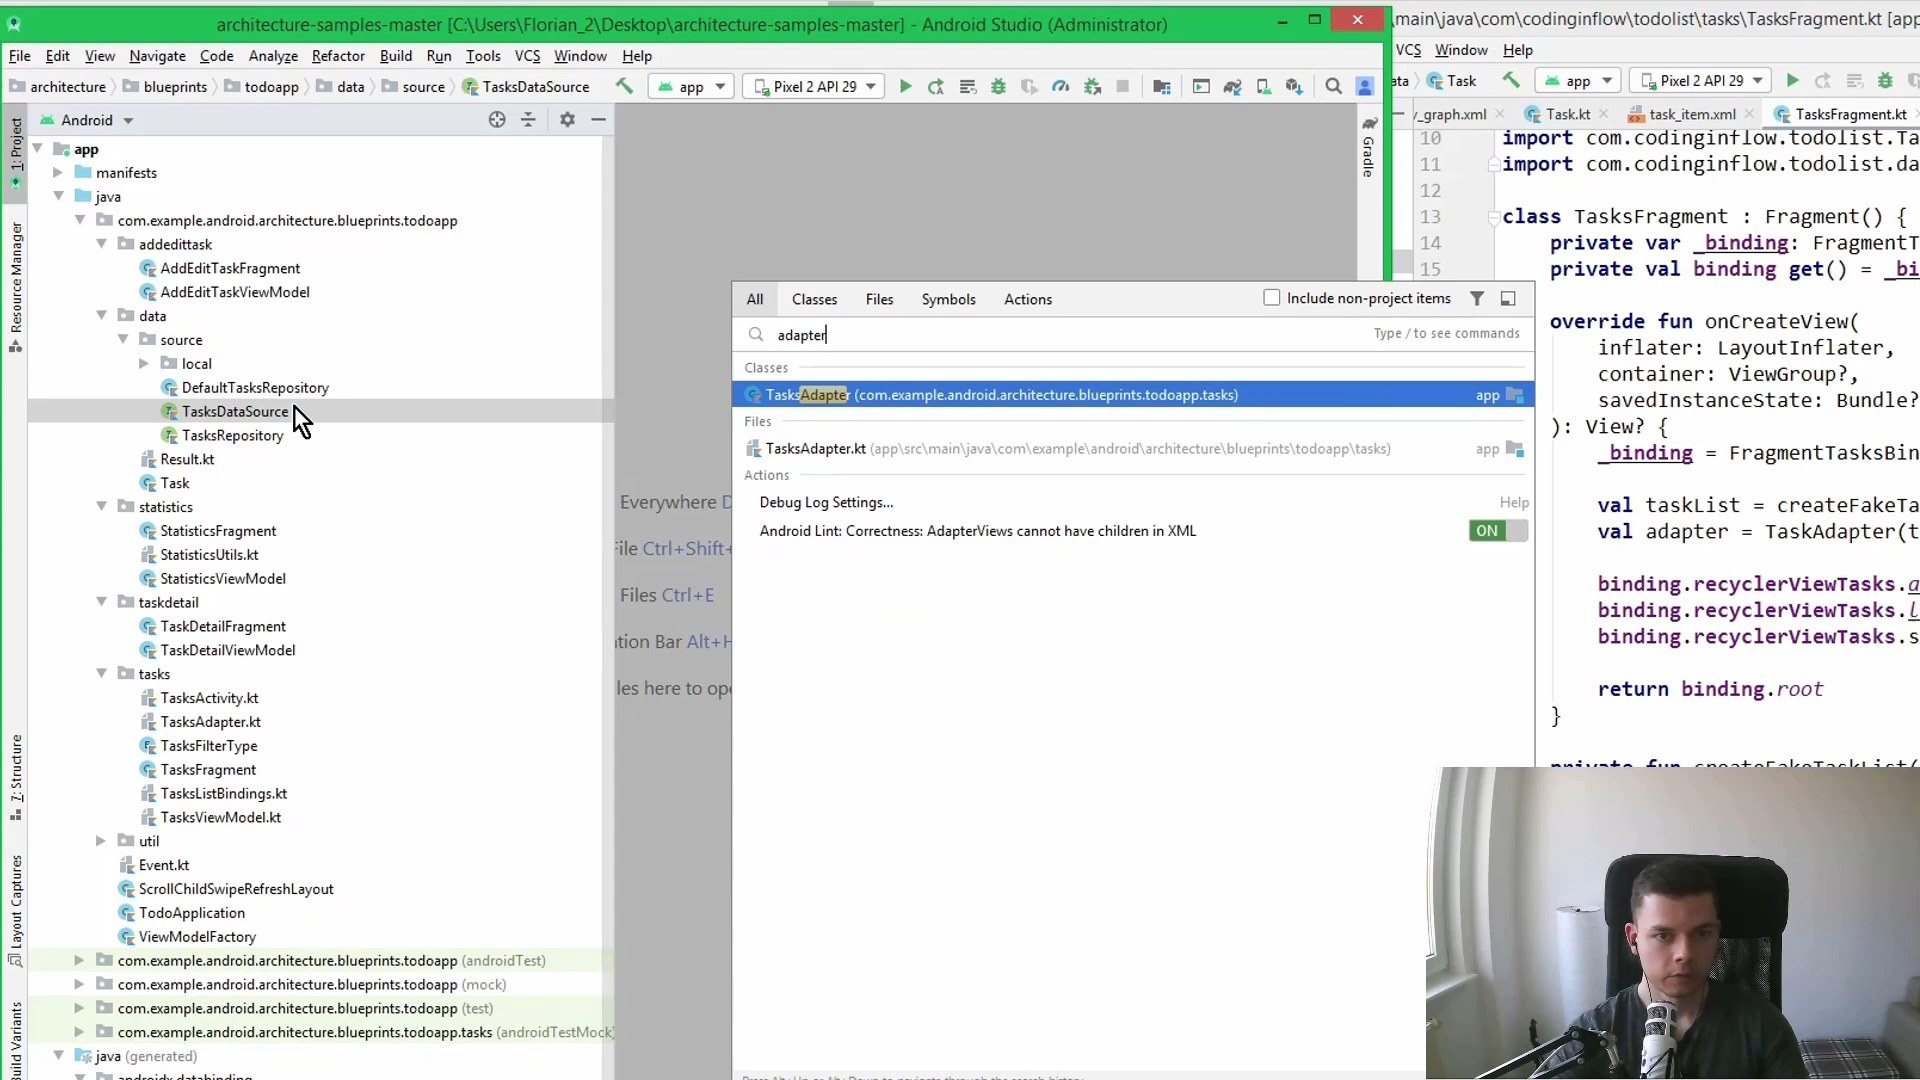 architecture-samples-master [C:\Users\Florian_2\Desktop\architecture-samples-master] - Android Studio (Administrator)
File Edit View Navigate Code Analyze Refactor Build Run Tools VCS Window Help
architecture blueprints todoapp data source TasksDataSource app Pixel 2 API 29
Android
1: Project
Resource Manager
7: Structure
Layout Captures
Build Variants
app
manifests
java
com.example.android.architecture.blueprints.todoapp
addedittask
AddEditTaskFragment
AddEditTaskViewModel
data
source
local
DefaultTasksRepository
TasksDataSource
TasksRepository
Result.kt
Task
statistics
StatisticsFragment
StatisticsUtils.kt
StatisticsViewModel
taskdetail
TaskDetailFragment
TaskDetailViewModel
tasks
TasksActivity.kt
TasksAdapter.kt
TasksFilterType
TasksFragment
TasksListBindings.kt
TasksViewModel.kt
util
Event.kt
ScrollChildSwipeRefreshLayout
TodoApplication
ViewModelFactory
com.example.android.architecture.blueprints.todoapp (androidTest)
com.example.android.architecture.blueprints.todoapp (mock)
com.example.android.architecture.blueprints.todoapp (test)
com.example.android.architecture.blueprints.todoapp.tasks (androidTestMock)
java (generated)
androidx.databinding
Everywhere D
File Ctrl+Shift+
Files Ctrl+E
ation Bar Alt+H
les here to ope
Gradle
All Classes Files Symbols Actions Include non-project items
adapter Type / to see commands
Classes
TasksAdapter (com.example.android.architecture.blueprints.todoapp.tasks) app
Files
TasksAdapter.kt (app\src\main\java\com\example\android\architecture\blueprints\todoapp\tasks) app
Actions
Debug Log Settings... Help
Android Lint: Correctness: AdapterViews cannot have children in XML ON
\main\java\com\codinginflow\todolist\tasks\TasksFragment.kt [app
VCS Window Help
ata Task app Pixel 2 API 29
v_graph.xml Task.kt task_item.xml TasksFragment.kt
10 import com.codinginflow.todolist.Ta
11 import com.codinginflow.todolist.da
12
13 class TasksFragment : Fragment() {
14 private var _binding: FragmentT
15 private val binding get() = _bi
override fun onCreateView(
inflater: LayoutInflater,
container: ViewGroup?,
savedInstanceState: Bundle?
): View? {
_binding = FragmentTasksBin
val taskList = createFakeTa
val adapter = TaskAdapter(t
binding.recyclerViewTasks.a
binding.recyclerViewTasks.l
binding.recyclerViewTasks.s
return binding.root
}
private fun createFakeTaskList(